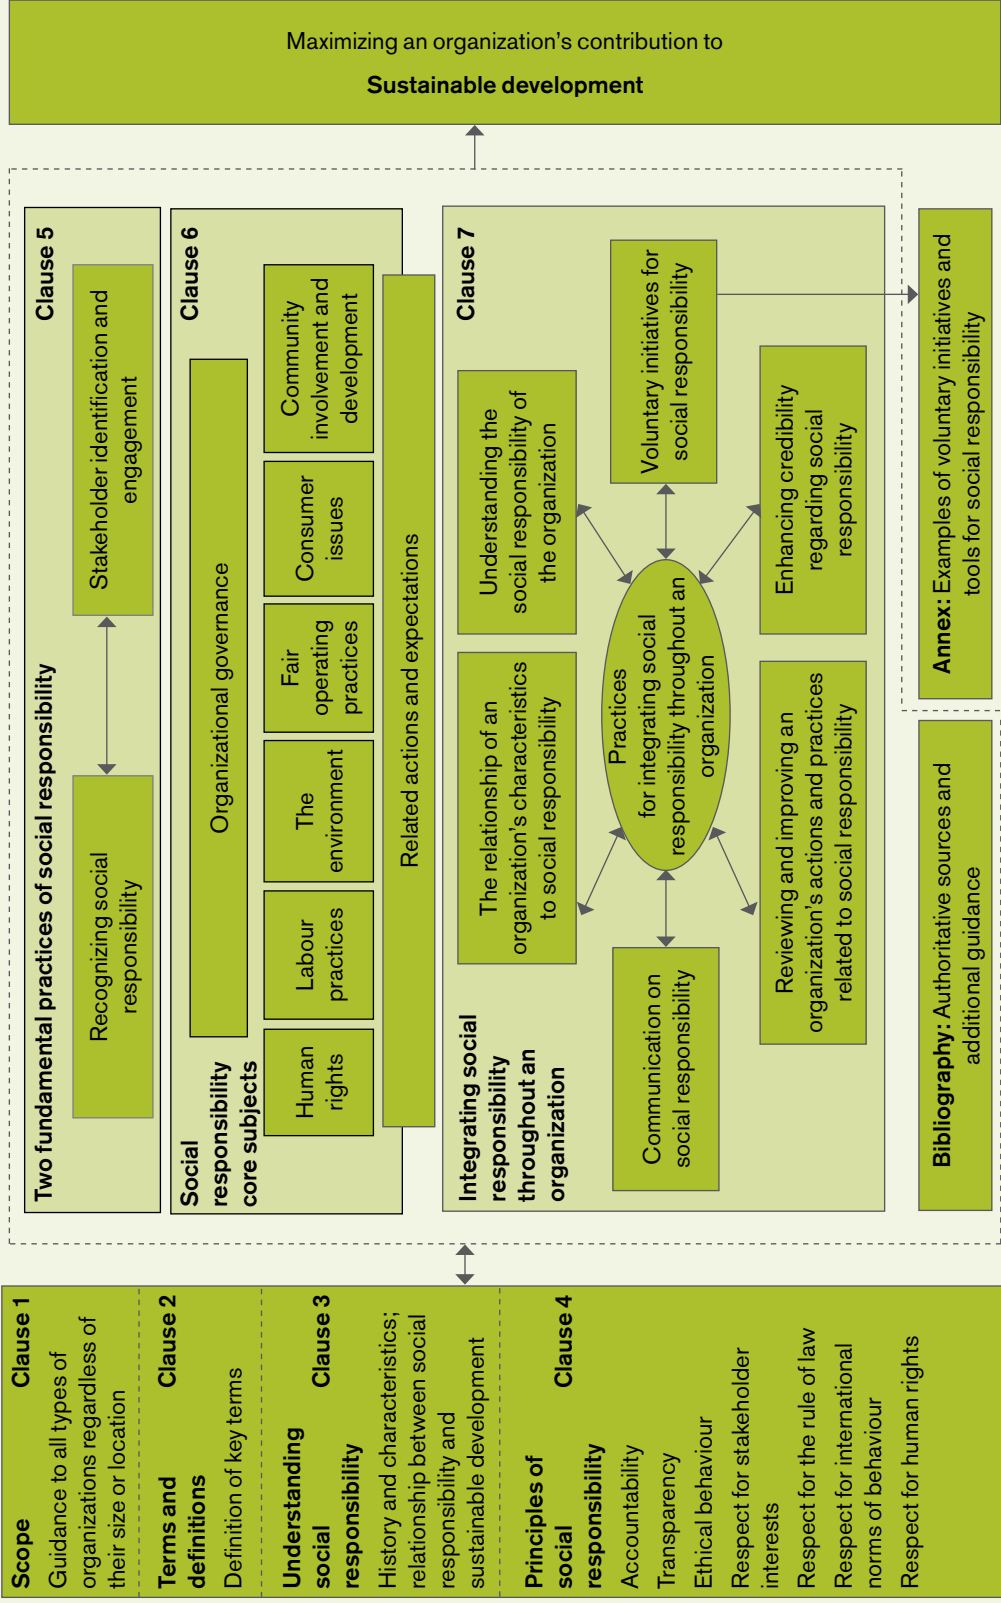 Scope
Clause 1
Guidance to all types of
organizations regardless of
their size or location
Terms and
definitions
Clause 2
Definition of key terms
Understanding
social
responsibility
Clause 3
History and characteristics;
relationship between social
responsibility and
sustainable development
Principles of
social
responsibility
Clause 4
Accountability
Transparency
Ethical behaviour
Respect for stakeholder
interests
Respect for the rule of law
Respect for international
norms of behaviour
Respect for human rights
Two fundamental practices of social responsibility
Clause 5
Recognizing social
responsibility
Stakeholder identification and
engagement
Social
responsibility
core subjects
Clause 6
Organizational governance
Human
rights
Labour
practices
The
environment
Fair
operating
practices
Consumer
issues
Community
involvement and
development
Related actions and expectations
Integrating social
responsibility
throughout an
organization
Clause 7
The relationship of an
organization's characteristics
to social responsibility
Understanding the
social responsibility of
the organization
Communication on
social responsibility
Practices
for integrating social
responsibility throughout an
organization
Voluntary initiatives for
social responsibility
Reviewing and improving an
organization's actions and practices
related to social responsibility
Enhancing credibility
regarding social
responsibility
Bibliography: Authoritative sources and
additional guidance
Annex: Examples of voluntary initiatives and
tools for social responsibility
Maximizing an organization's contribution to
Sustainable development